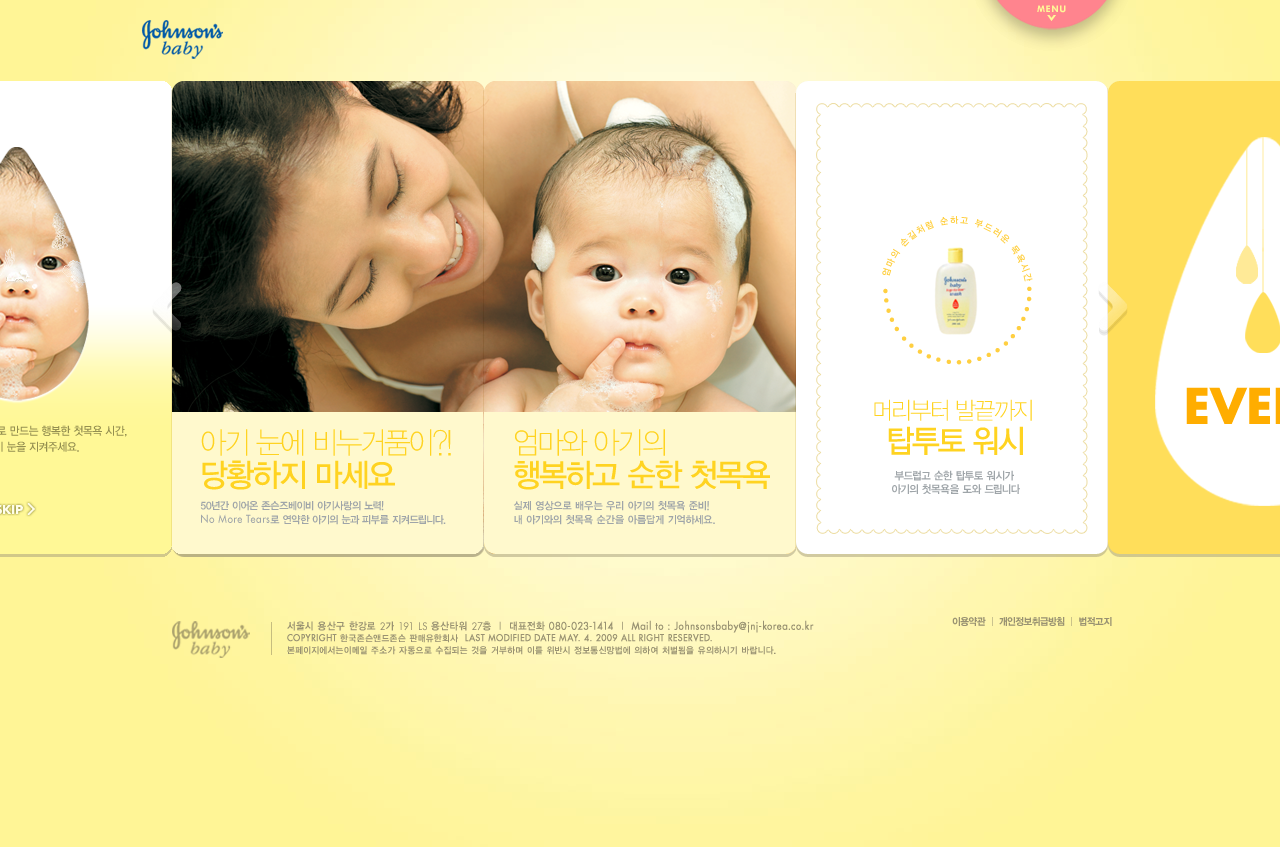 Johnson's
baby
MENU
로 만드는 행복한 첫목욕 시간,
눈을 지켜주세요.
SKIP
아기 눈에 비누거품이?!
당황하지 마세요
50년간 이어온 존슨즈베이비 아기사랑의 노력!
No More Tears로 연약한 아기의 눈과 피부를 지켜드립니다.
엄마와 아기의
행복하고 순한 첫목욕
실제 영상으로 배우는 우리 아기의 첫목욕 준비!
내 아기와의 첫목욕 순간을 아름답게 기억하세요.
엄마의 손길처럼 순하고 부드러운 목욕시간
Johnson's
baby
머리부터 발끝까지
탑투토 워시
부드럽고 순한 탑투토 워시가
아기의 첫목욕을 도와 드립니다
EVE
Johnson's
baby
서울시 용산구 한강로 2가 191 LS 용산타워 27층 | 대표전화 080-023-1414 | Mail to : Johnsonsbaby@jnj-korea.co.kr
COPYRIGHT 한국존슨앤드존슨 판매유한회사 LAST MODIFIED DATE MAY. 4. 2009 ALL RIGHT RESERVED.
본페이지에서는이메일 주소가 자동으로 수집되는 것을 거부하며 이를 위반시 정보통신망법에 의하여 처벌됨을 유의하시기 바랍니다.
이용약관 | 개인정보취급방침 | 법적고지